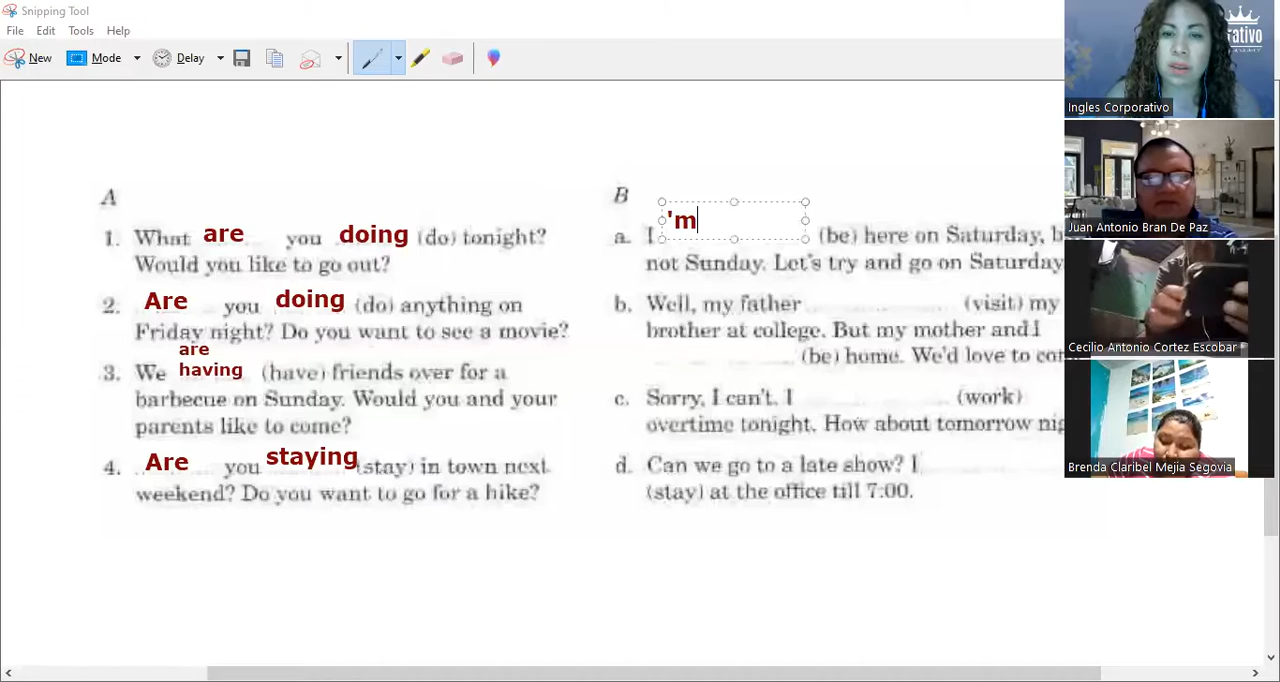 Snipping Tool
File Edit Tools Help
New Mode Delay
rativo
Ingles Corporativo
Juan Antonio Bran De Paz
Cecilio Antonio Cortez Escobar
Brenda Claribel Mejia Segovia
A
1. What are you doing (do) tonight?
Would you like to go out?
2. Are you doing (do) anything on
Friday night? Do you want to see a movie?
are
3. We having (have) friends over for a
barbecue on Sunday. Would you and your
parents like to come?
4. Are you staying (stay) in town next
weekend? Do you want to go for a hike?
B
a. I 'm (be) here on Saturday, b
not Sunday. Let's try and go on Saturday
b. Well, my father (visit) my
brother at college. But my mother and I
(be) home. We'd love to co
c. Sorry, I can't. I (work)
overtime tonight. How about tomorrow nig
d. Can we go to a late show? I
(stay) at the office till 7:00.